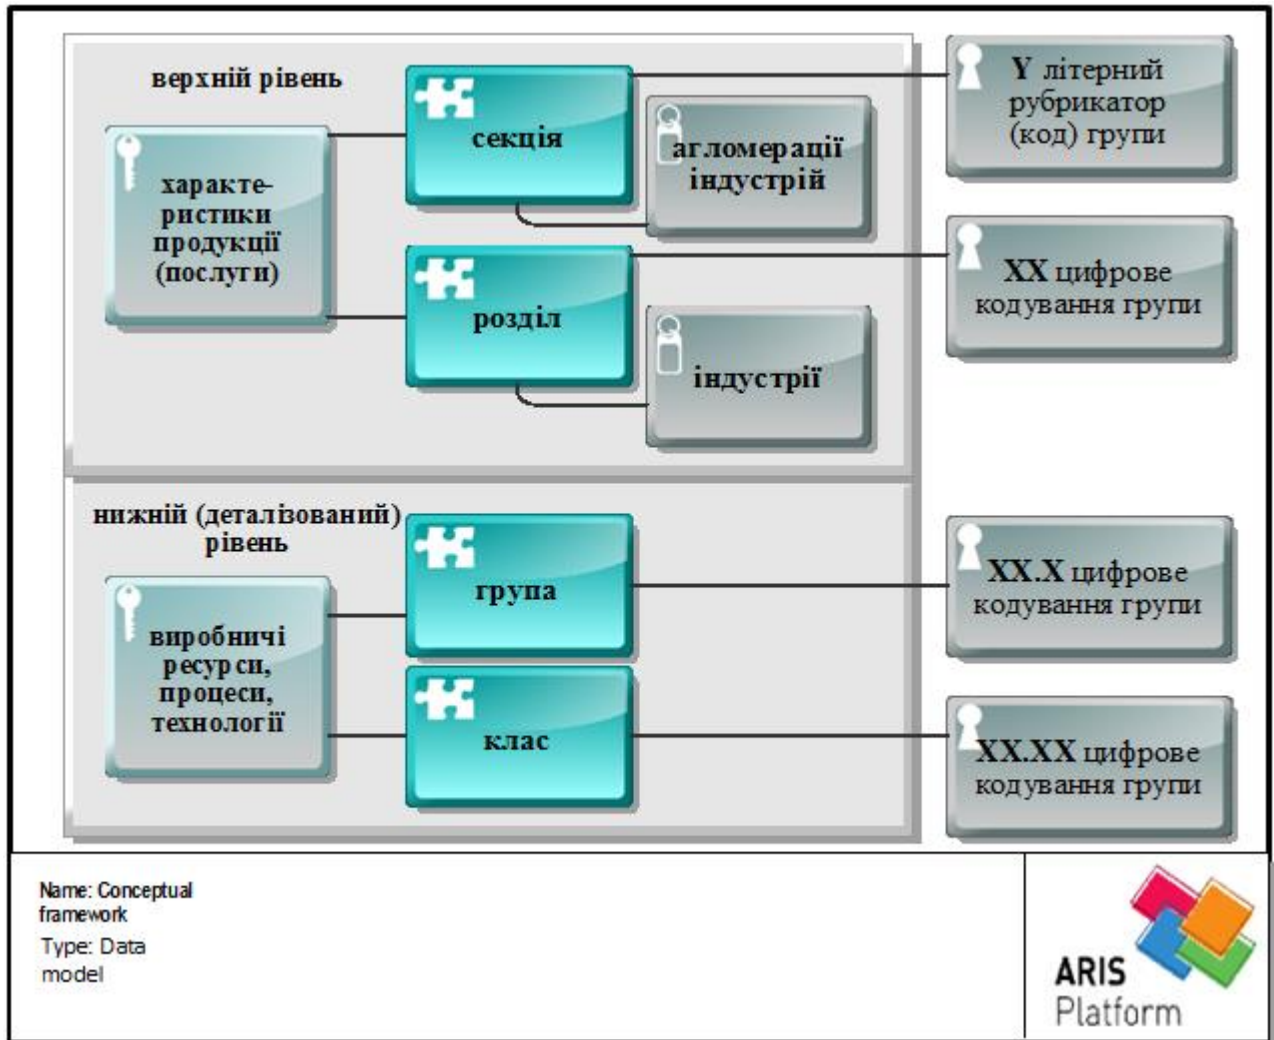 верхній рівень
характе-
ристики
продукції
(послуги)
секція
агломерації
індустрій
Y літерний
рубрикатор
(код) групи
розділ
індустрії
XX цифрове
кодування групи
нижній (деталізований)
рівень
виробничі
ресурси,
процеси,
технології
група
XX.X цифрове
кодування групи
клас
XX.XX цифрове
кодування групи
Name: Conceptual
framework
Type: Data
model
ARIS
Platform